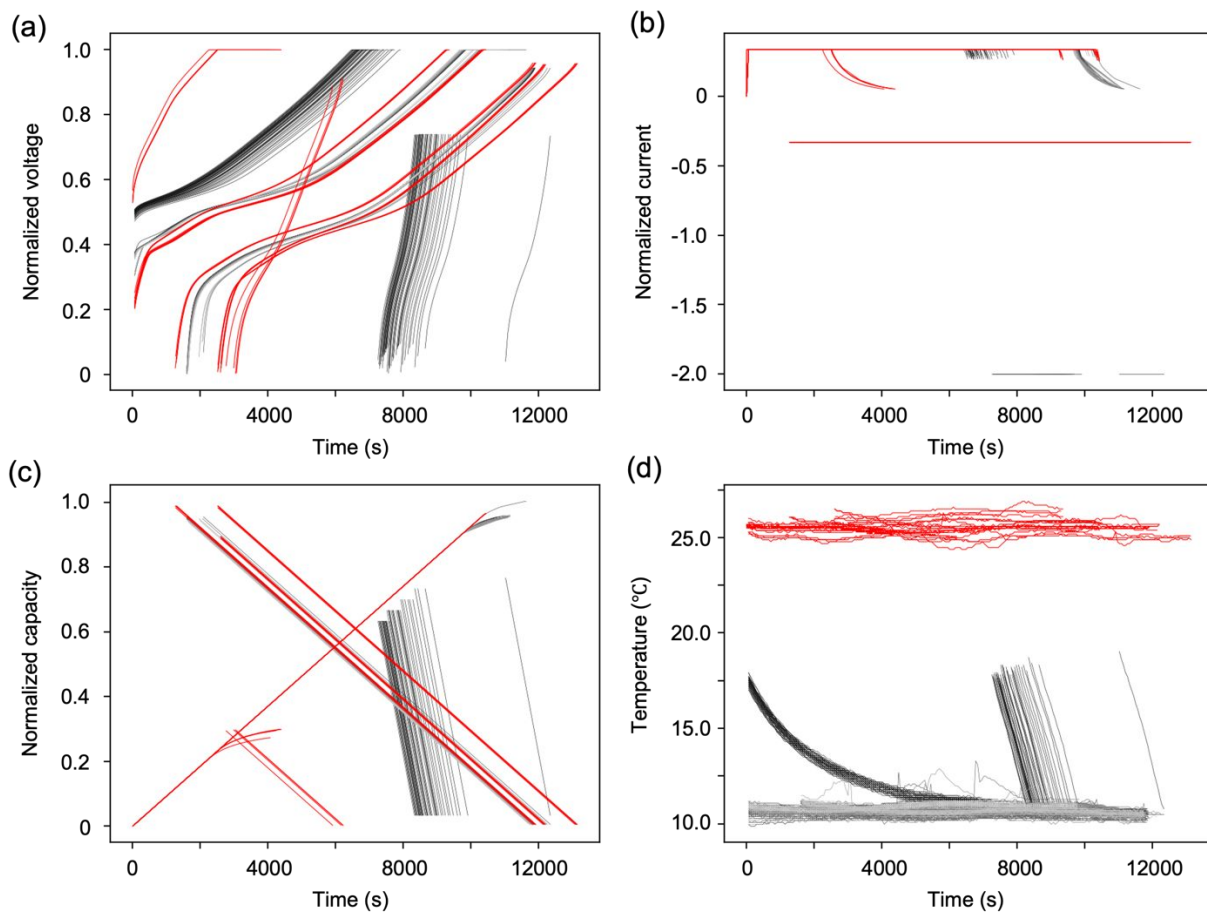 (a)
Normalized voltage
1.0
0.8
0.6
0.4
0.2
0
0 4000 8000 12000
Time (s)
(b)
Normalized current
0
-0.5
-1.0
-1.5
-2.0
0 4000 8000 12000
Time (s)
(c)
Normalized capacity
1.0
0.8
0.6
0.4
0.2
0
0 4000 8000 12000
Time (s)
(d)
Temperature (°C)
25.0
20.0
15.0
10.0
0 4000 8000 12000
Time (s)